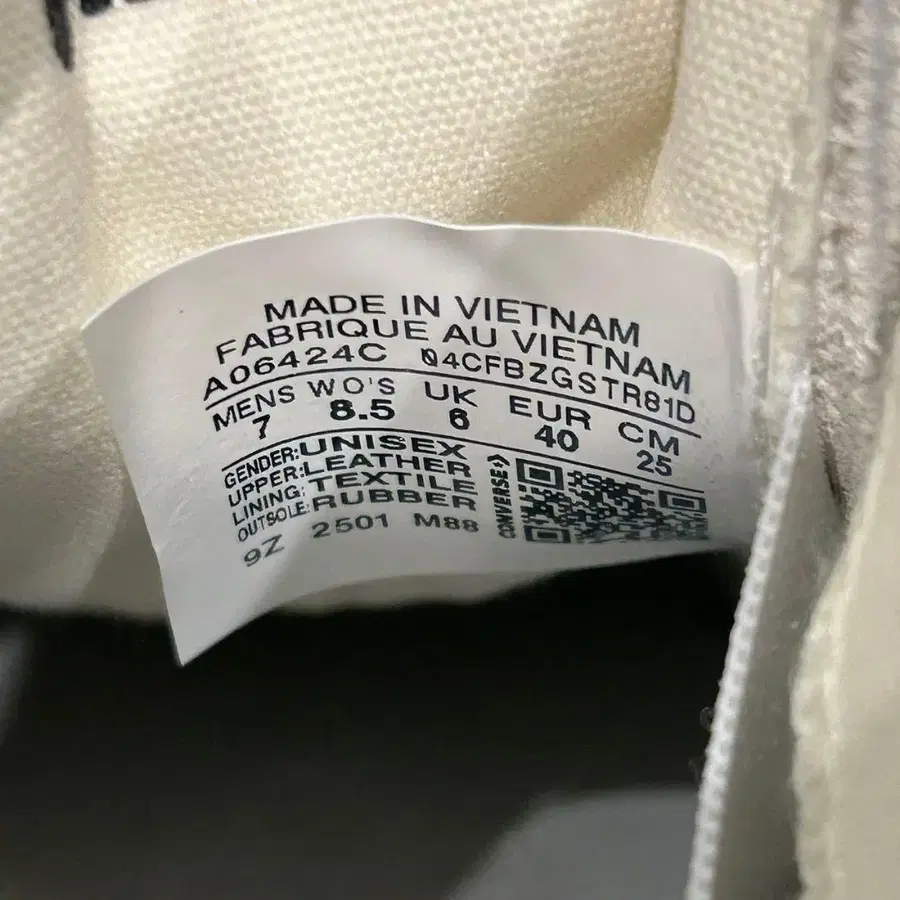 MADE IN VIETNAM
FABRIQUE AU VIETNAM
A06424C 04CFBZGSTR81D
MENS WO'S UK EUR CM
7 8.5 6 40 25
GENDER:UNISEX
UPPER:LEATHER
LINING:TEXTILE
OUTSOLE:RUBBER
CONVERSE
9Z 2501 M88